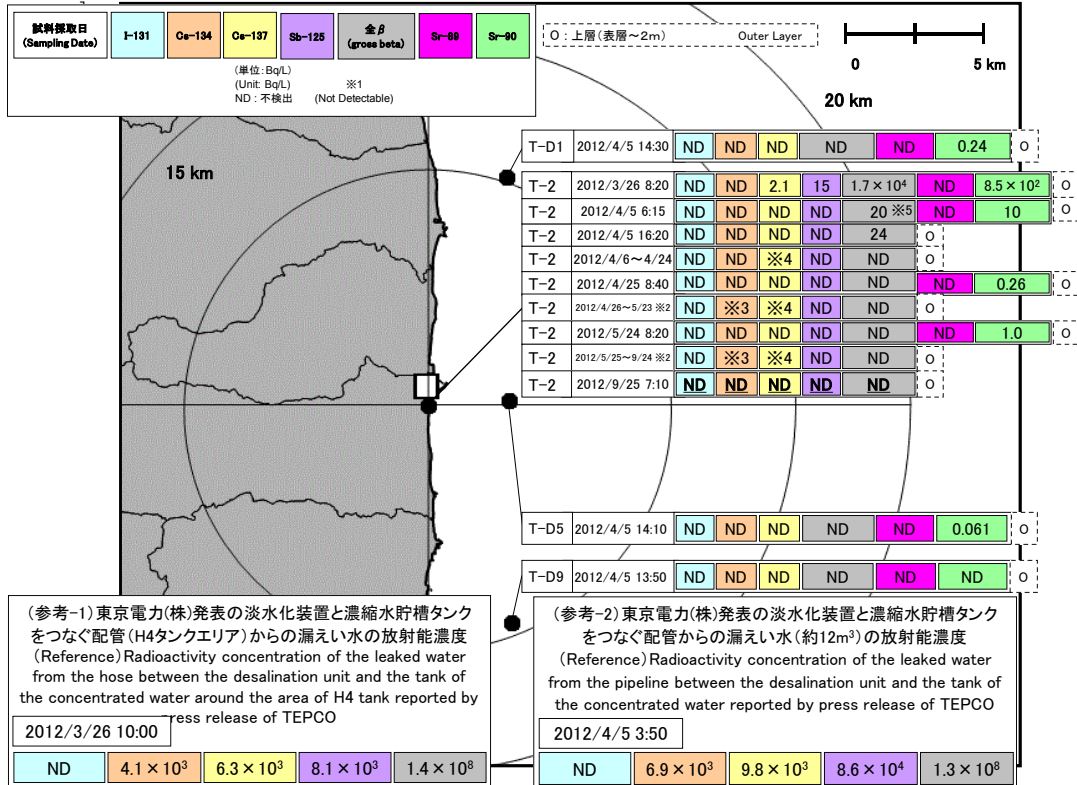 試料採取日
(Sampling Date)
I-131
Cs-134
Cs-137
Sb-125
全β
(gross beta)
Sr-89
Sr-90
(単位:Bq/L)
(Unit: Bq/L) ※1
ND:不検出 (Not Detectable)
O:上層(表層~2m) Outer Layer
0 5 km
20 km
15 km
T-D1 2012/4/5 14:30 ND ND ND ND ND 0.24 O
T-2 2012/3/26 8:20 ND ND 2.1 15 1.7×10⁴ ND 8.5×10² O
T-2 2012/4/5 6:15 ND ND ND ND 20 ※5 ND 10 O
T-2 2012/4/5 16:20 ND ND ND ND 24 O
T-2 2012/4/6~4/24 ND ND ※4 ND ND O
T-2 2012/4/25 8:40 ND ND ND ND ND ND 0.26 O
T-2 2012/4/26~5/23 ※2 ND ※3 ※4 ND ND O
T-2 2012/5/24 8:20 ND ND ND ND ND ND 1.0 O
T-2 2012/5/25~9/24 ※2 ND ※3 ※4 ND ND O
T-2 2012/9/25 7:10 ND ND ND ND ND O
T-D5 2012/4/5 14:10 ND ND ND ND ND 0.061 O
T-D9 2012/4/5 13:50 ND ND ND ND ND ND O
(参考-1)東京電力(株)発表の淡水化装置と濃縮水貯槽タンク
をつなぐ配管(H4タンクエリア)からの漏えい水の放射能濃度
(Reference)Radioactivity concentration of the leaked water
from the hose between the desalination unit and the tank of
the concentrated water around the area of H4 tank reported by
press release of TEPCO
2012/3/26 10:00
ND 4.1×10³ 6.3×10³ 8.1×10³ 1.4×10⁸
(参考-2)東京電力(株)発表の淡水化装置と濃縮水貯槽タンク
をつなぐ配管からの漏えい水(約12m³)の放射能濃度
(Reference)Radioactivity concentration of the leaked water
from the pipeline between the desalination unit and the tank of
the concentrated water reported by press release of TEPCO
2012/4/5 3:50
ND 6.9×10³ 9.8×10³ 8.6×10⁴ 1.3×10⁸